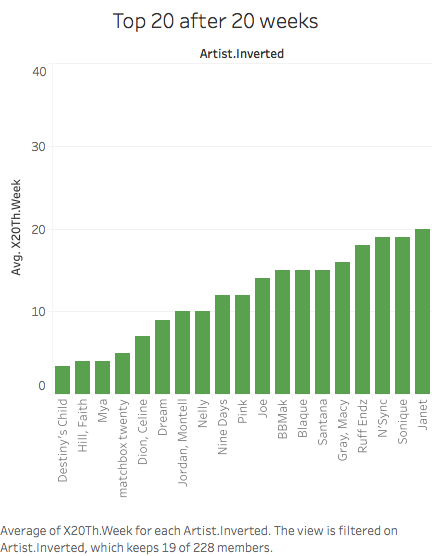 Top 20 after 20 weeks
Artist.Inverted
40
30
20
10
0
Avg. X20Th.Week
Destiny's Child
Hill, Faith
Mya
matchbox twenty
Dion, Celine
Dream
Jordan, Montell
Nelly
Nine Days
Pink
Joe
BBMak
Blaque
Santana
Gray, Macy
Ruff Endz
N'Sync
Sonique
Janet
Average of X20Th.Week for each Artist.Inverted. The view is filtered on
Artist.Inverted, which keeps 19 of 228 members.